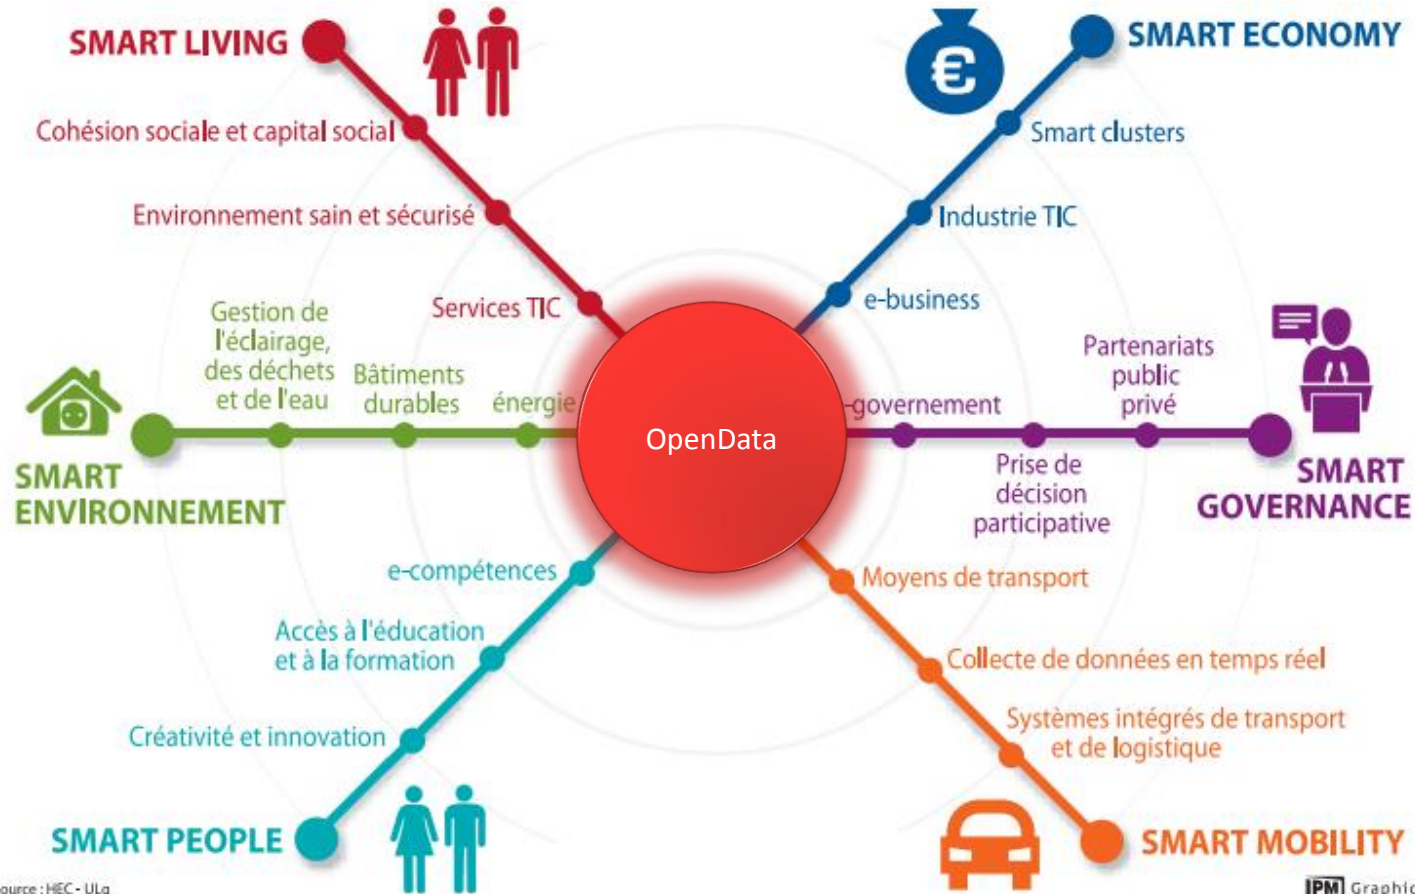 SMART LIVING
Cohésion sociale et capital social
Environnement sain et sécurisé
Services TIC
SMART ECONOMY
€
Smart clusters
Industrie TIC
e-business
Gestion de
l'éclairage,
des déchets
et de l'eau
Bâtiments
durables
énergie
SMART
ENVIRONNEMENT
OpenData
-governement
Prise de
décision
participative
Partenariats
public
privé
SMART
GOVERNANCE
e-compétences
Accès à l'éducation
et à la formation
Créativité et innovation
SMART PEOPLE
Moyens de transport
Collecte de données en temps réel
Systèmes intégrés de transport
et de logistique
SMART MOBILITY
ource : HEC - ULg
IPM Graphic